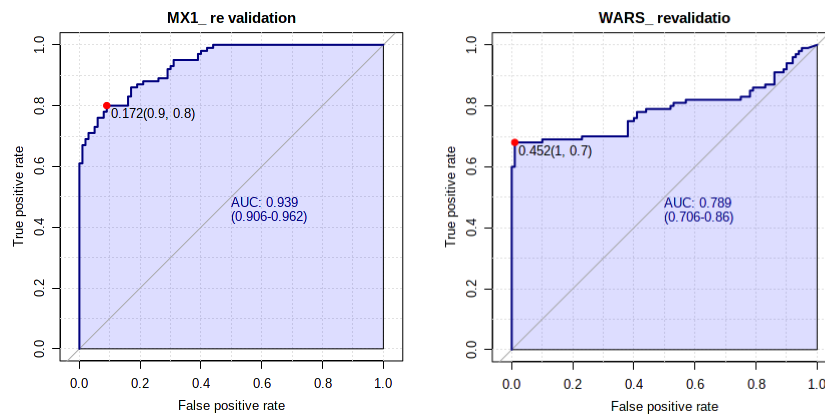 MX1_ re validation
True positive rate
1.0
0.8
0.6
0.4
0.2
0.0
0.172(0.9, 0.8)
AUC: 0.939
(0.906-0.962)
0.0 0.2 0.4 0.6 0.8 1.0
False positive rate
WARS_ revalidatio
True positive rate
1.0
0.8
0.6
0.4
0.2
0.0
0.452(1, 0.7)
AUC: 0.789
(0.706-0.86)
0.0 0.2 0.4 0.6 0.8 1.0
False positive rate